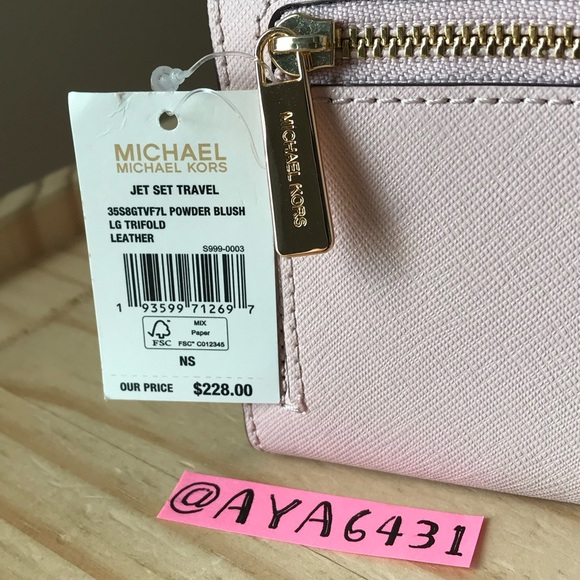 MICHAEL
MICHAEL KORS
JET SET TRAVEL
35S8GTVF7L POWDER BLUSH
LG TRIFOLD
LEATHER
S999-0003
1 93599 71269 7
FSC
MIX
Paper
FSC® C012345
NS
OUR PRICE $228.00
MICHAEL KORS
@AYA6431